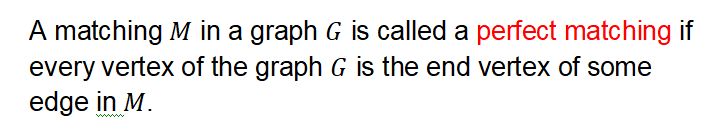 A matching 𝑀 in a graph 𝐺 is called a perfect matching if
every vertex of the graph 𝐺 is the end vertex of some
edge in 𝑀.